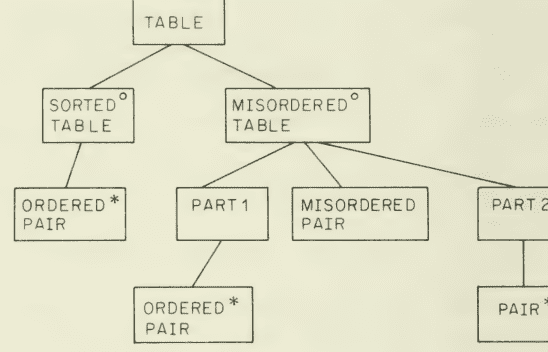 TABLE
SORTED°
TABLE
MISORDERED°
TABLE
ORDERED*
PAIR
PART 1
MISORDERED
PAIR
PART 2
ORDERED*
PAIR
PAIR*